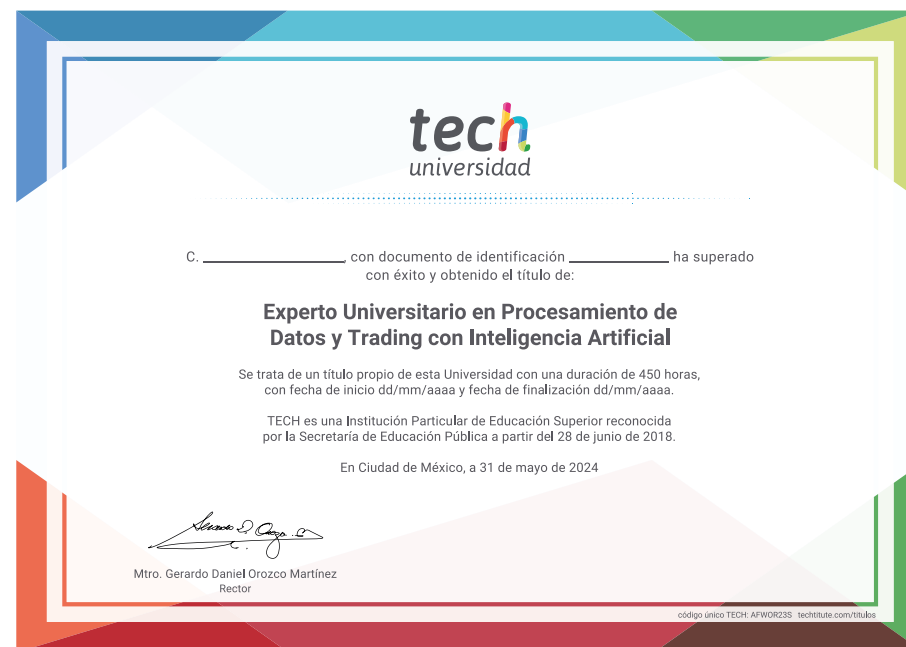 tech
universidad
C. ____________________, con documento de identificación ______________ ha superado
con éxito y obtenido el título de:
Experto Universitario en Procesamiento de
Datos y Trading con Inteligencia Artificial
Se trata de un título propio de esta Universidad con una duración de 450 horas,
con fecha de inicio dd/mm/aaaa y fecha de finalización dd/mm/aaaa.
TECH es una Institución Particular de Educación Superior reconocida
por la Secretaría de Educación Pública a partir del 28 de junio de 2018.
En Ciudad de México, a 31 de mayo de 2024
Mtro. Gerardo Daniel Orozco Martínez
Rector
código único TECH: AFWOR23S techtitute.com/titulos